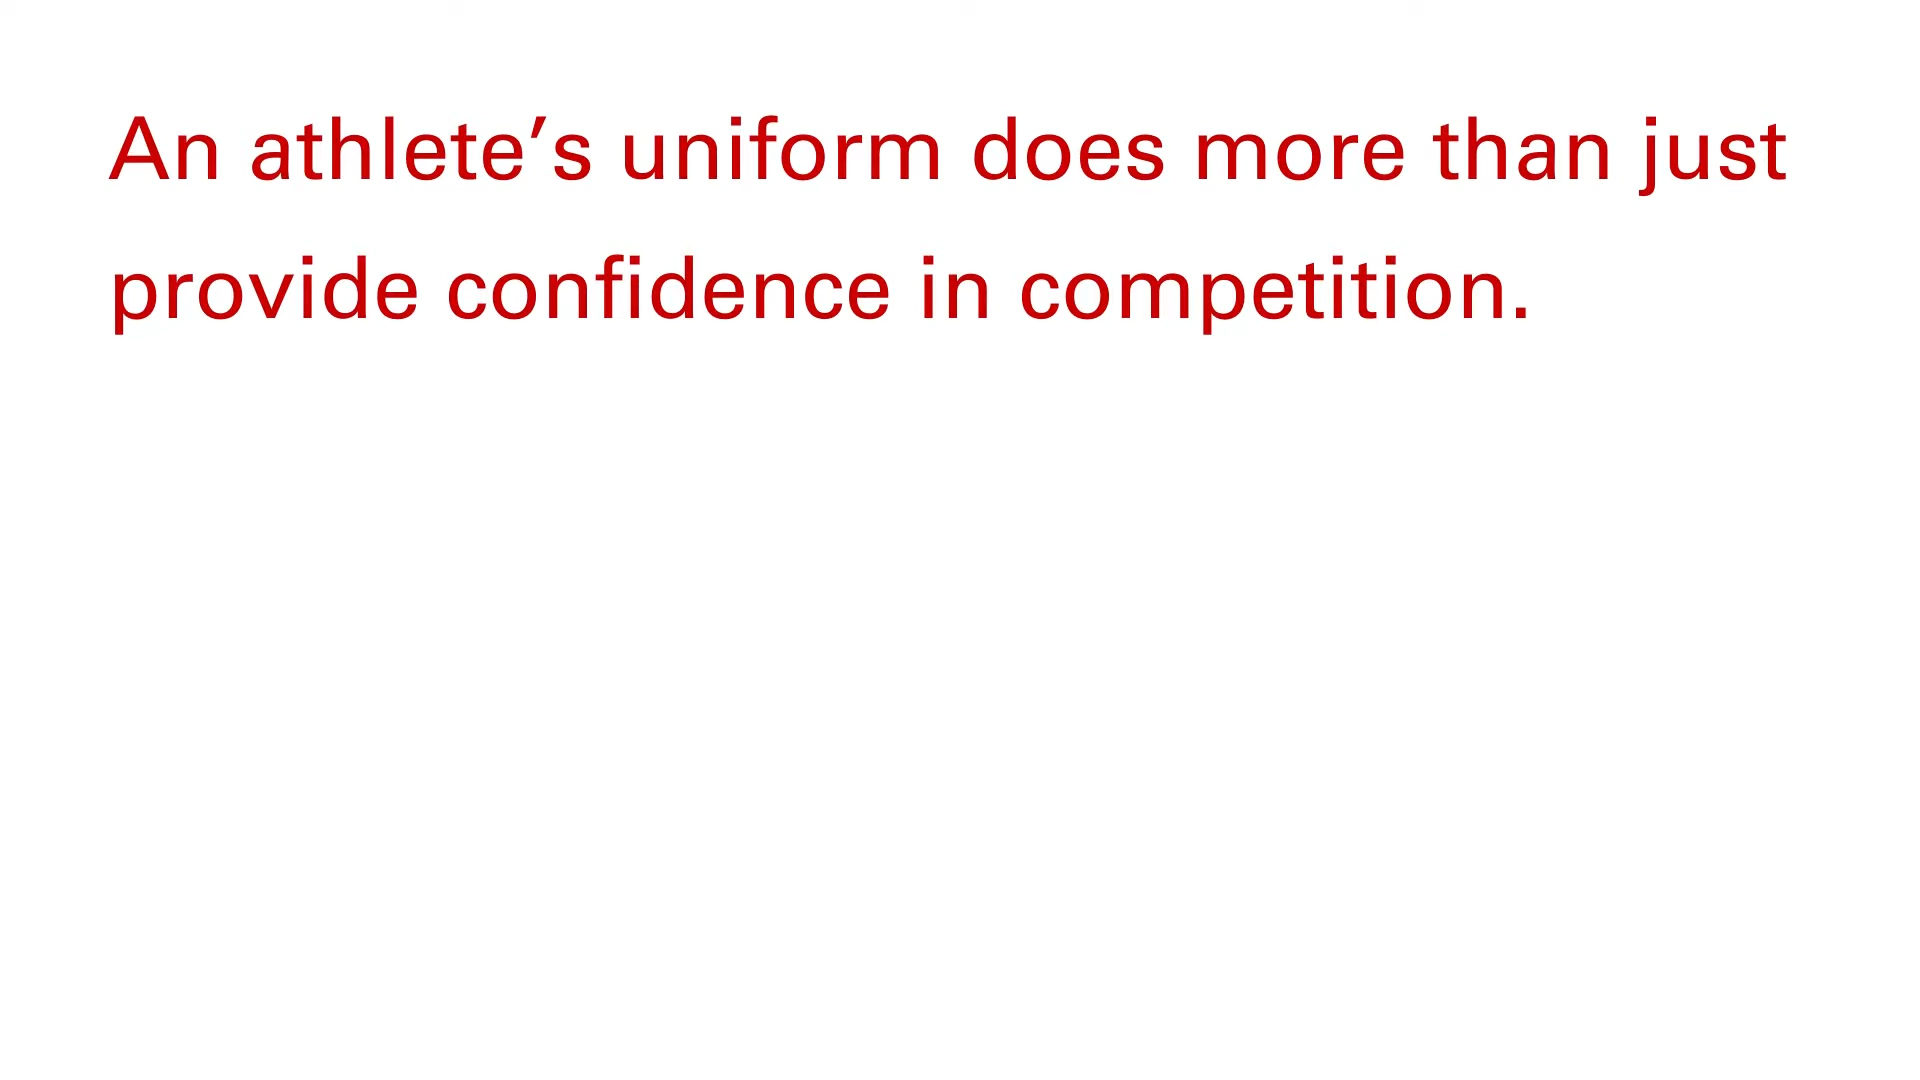 An athlete’s uniform does more than just
provide confidence in competition.